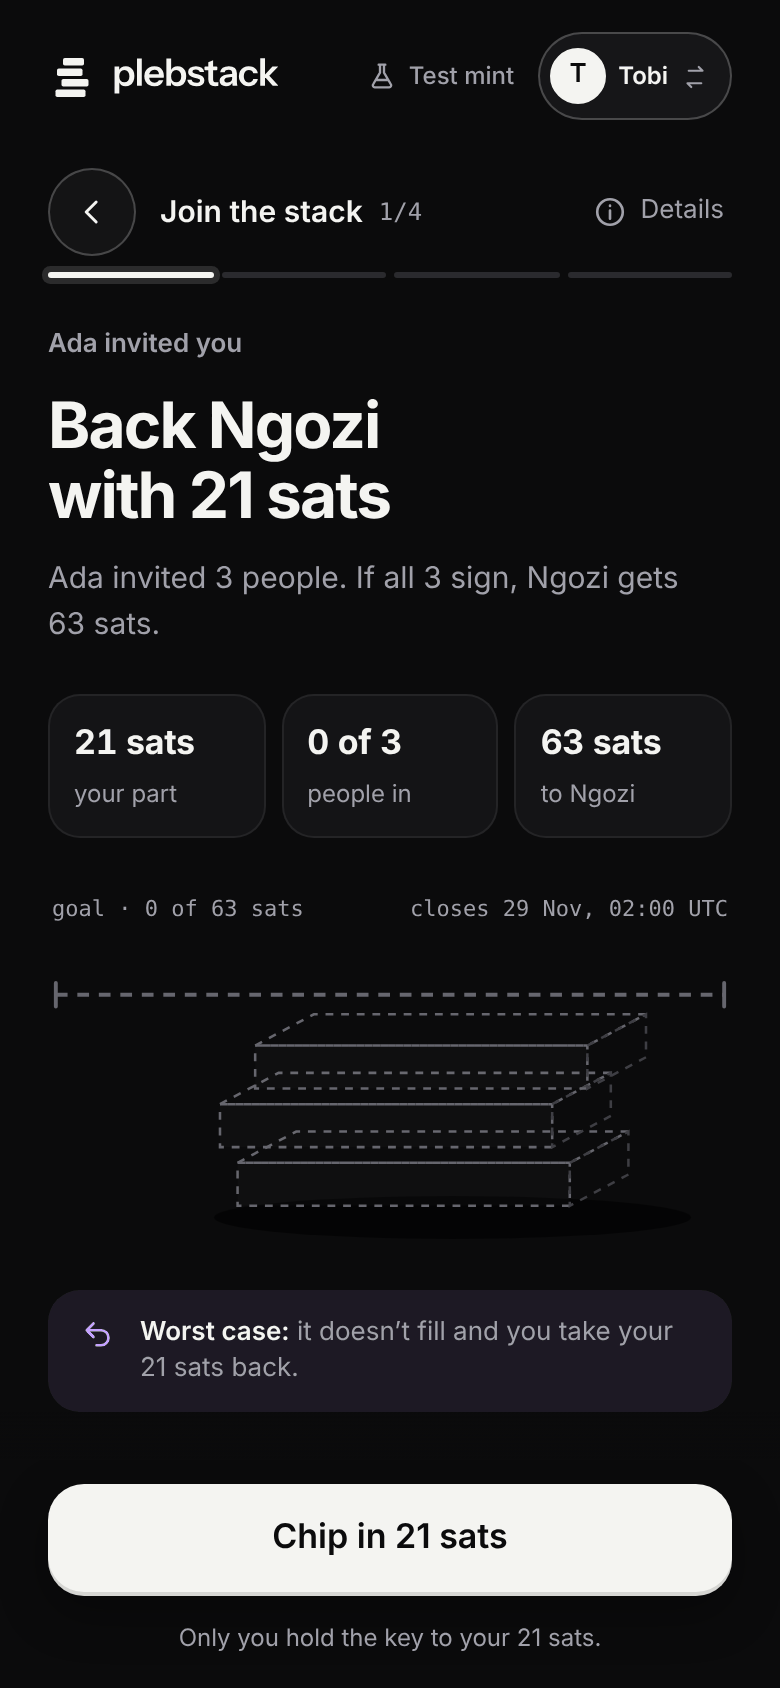 plebstack
Test mint
T
Tobi
Join the stack 1/4
Details
Ada invited you
Back Ngozi
with 21 sats
Ada invited 3 people. If all 3 sign, Ngozi gets
63 sats.
21 sats
your part
0 of 3
people in
63 sats
to Ngozi
goal · 0 of 63 sats
closes 29 Nov, 02:00 UTC
Worst case: it doesn’t fill and you take your
21 sats back.
Chip in 21 sats
Only you hold the key to your 21 sats.